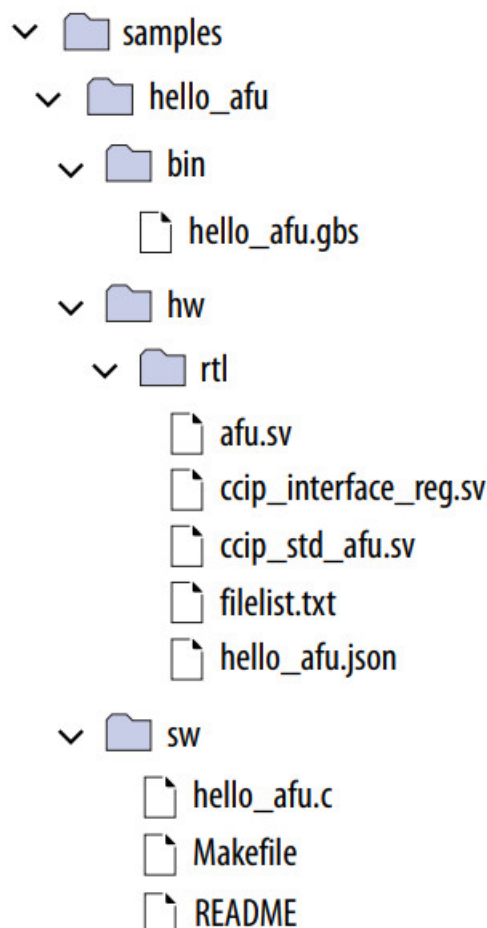 samples
hello_afu
bin
hello_afu.gbs
hw
rtl
afu.sv
ccip_interface_reg.sv
ccip_std_afu.sv
filelist.txt
hello_afu.json
sw
hello_afu.c
Makefile
README